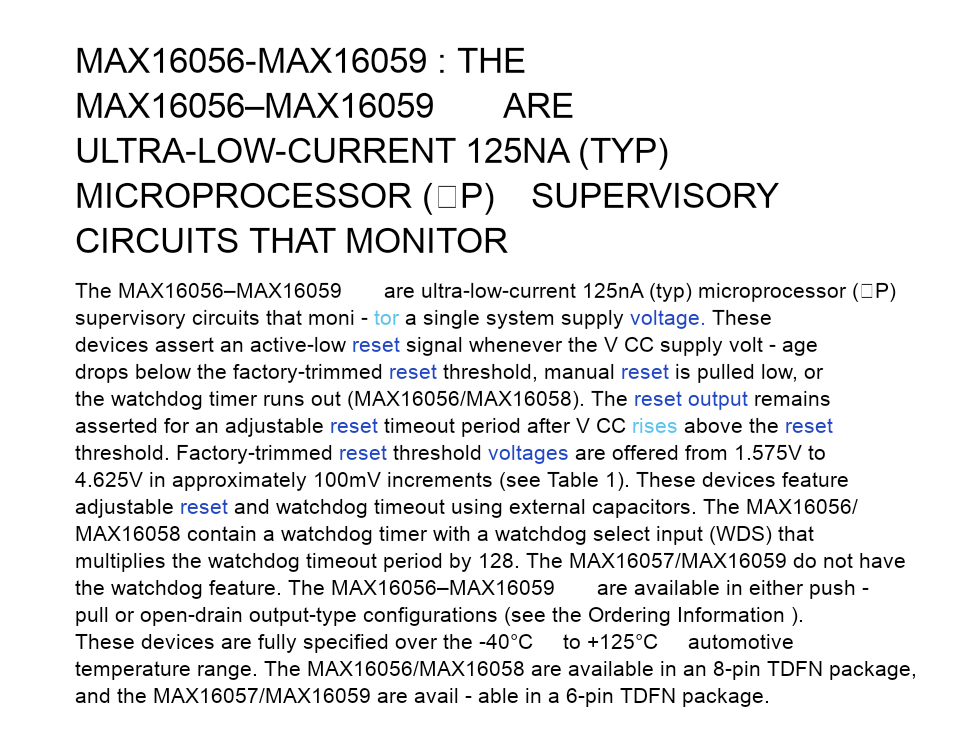 MAX16056-MAX16059 : THE
MAX16056–MAX16059 ARE
ULTRA-LOW-CURRENT 125NA (TYP)
MICROPROCESSOR (□P) SUPERVISORY
CIRCUITS THAT MONITOR
The MAX16056–MAX16059 are ultra-low-current 125nA (typ) microprocessor (□P)
supervisory circuits that moni - tor a single system supply voltage. These
devices assert an active-low reset signal whenever the V CC supply volt - age
drops below the factory-trimmed reset threshold, manual reset is pulled low, or
the watchdog timer runs out (MAX16056/MAX16058). The reset output remains
asserted for an adjustable reset timeout period after V CC rises above the reset
threshold. Factory-trimmed reset threshold voltages are offered from 1.575V to
4.625V in approximately 100mV increments (see Table 1). These devices feature
adjustable reset and watchdog timeout using external capacitors. The MAX16056/
MAX16058 contain a watchdog timer with a watchdog select input (WDS) that
multiplies the watchdog timeout period by 128. The MAX16057/MAX16059 do not have
the watchdog feature. The MAX16056–MAX16059 are available in either push -
pull or open-drain output-type configurations (see the Ordering Information ).
These devices are fully specified over the -40°C to +125°C automotive
temperature range. The MAX16056/MAX16058 are available in an 8-pin TDFN package,
and the MAX16057/MAX16059 are avail - able in a 6-pin TDFN package.